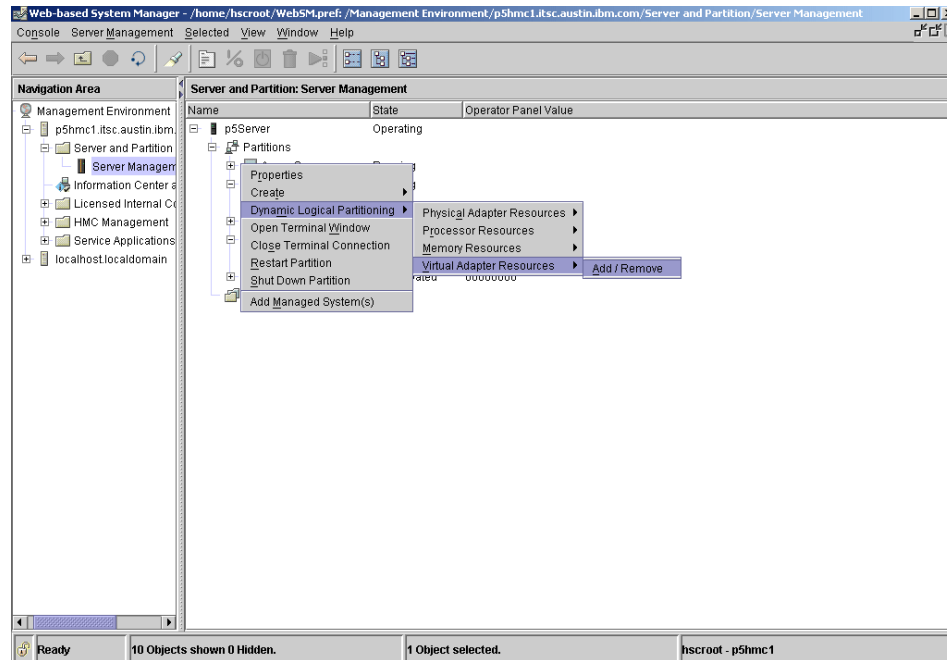 Web-based System Manager - /home/hscroot/WebSM.pref: /Management Environment/p5hmc1.itsc.austin.ibm.com/Server and Partition/Server Management
Console Server Management Selected View Window Help
Navigation Area
Server and Partition: Server Management
Management Environment
p5hmc1.itsc.austin.ibm.
Server and Partition
Server Managem
Information Center a
Licensed Internal Co
HMC Management
Service Applications
localhost.localdomain
Name State Operator Panel Value
p5Server Operating
Partitions
Properties
Create
Dynamic Logical Partitioning
Open Terminal Window
Close Terminal Connection
Restart Partition
Shut Down Partition
Add Managed System(s)
Physical Adapter Resources
Processor Resources
Memory Resources
Virtual Adapter Resources
Add / Remove
00000000
Ready 10 Objects shown 0 Hidden. 1 Object selected. hscroot - p5hmc1